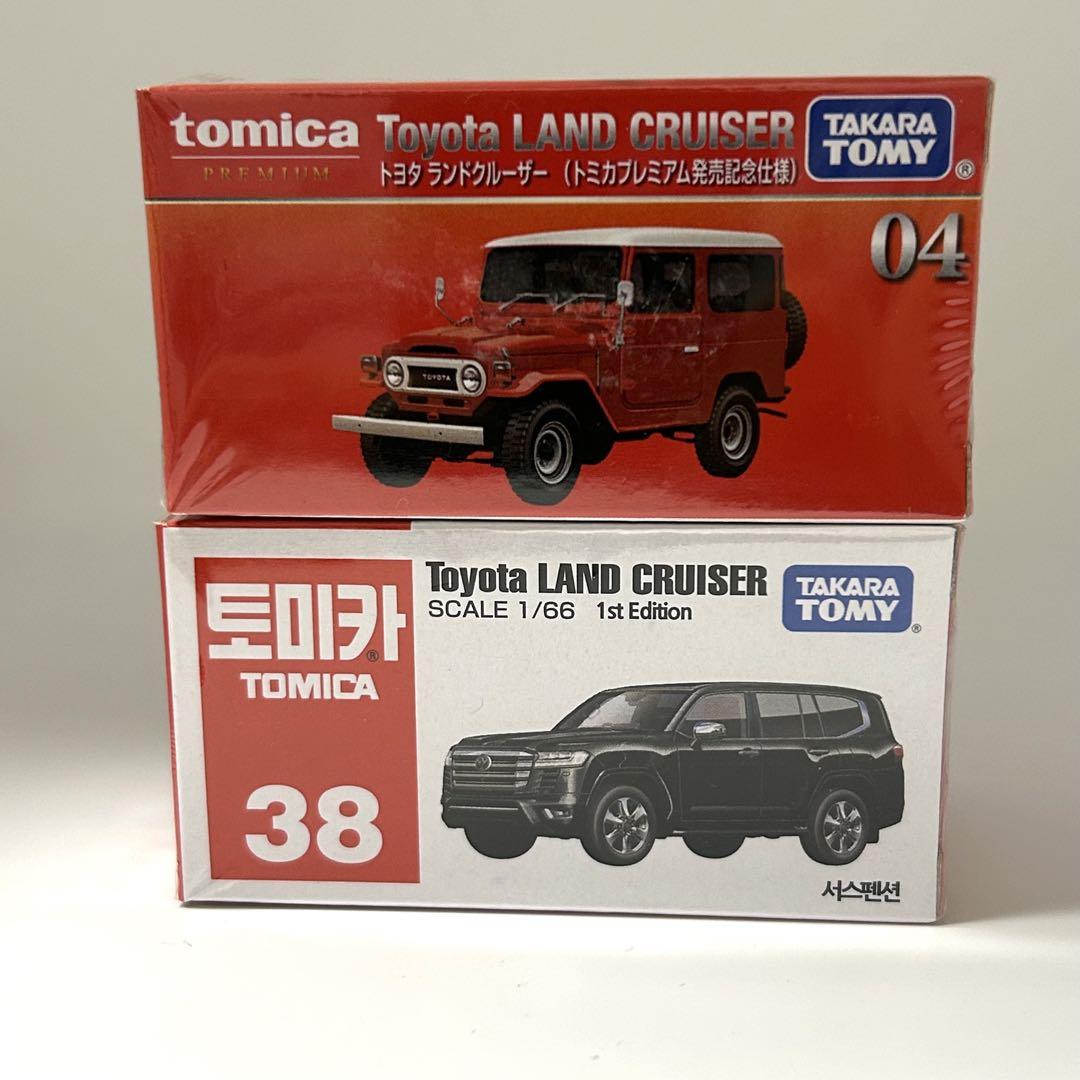 tomica
PREMIUM
Toyota LAND CRUISER
トヨタ ランドクルーザー （トミカプレミアム発売記念仕様）
TAKARA
TOMY®
04
TOYOTA
토미카®
TOMICA
38
Toyota LAND CRUISER
SCALE 1/66 1st Edition
TAKARA
TOMY®
서스펜션